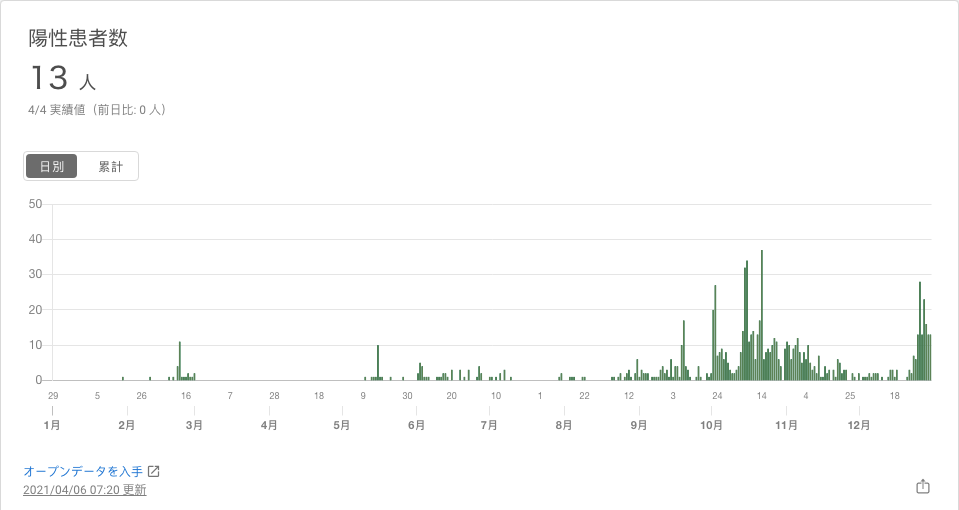 陽性患者数
13 人
4/4 実績値（前日比: 0 人）
日別 累計
50
40
30
20
10
0
29 5 26 16 7 28 18 9 30 20 10 1 22 12 3 24 14 4 25 18
1月 2月 3月 4月 5月 6月 7月 8月 9月 10月 11月 12月
オープンデータを入手
2021/04/06 07:20 更新